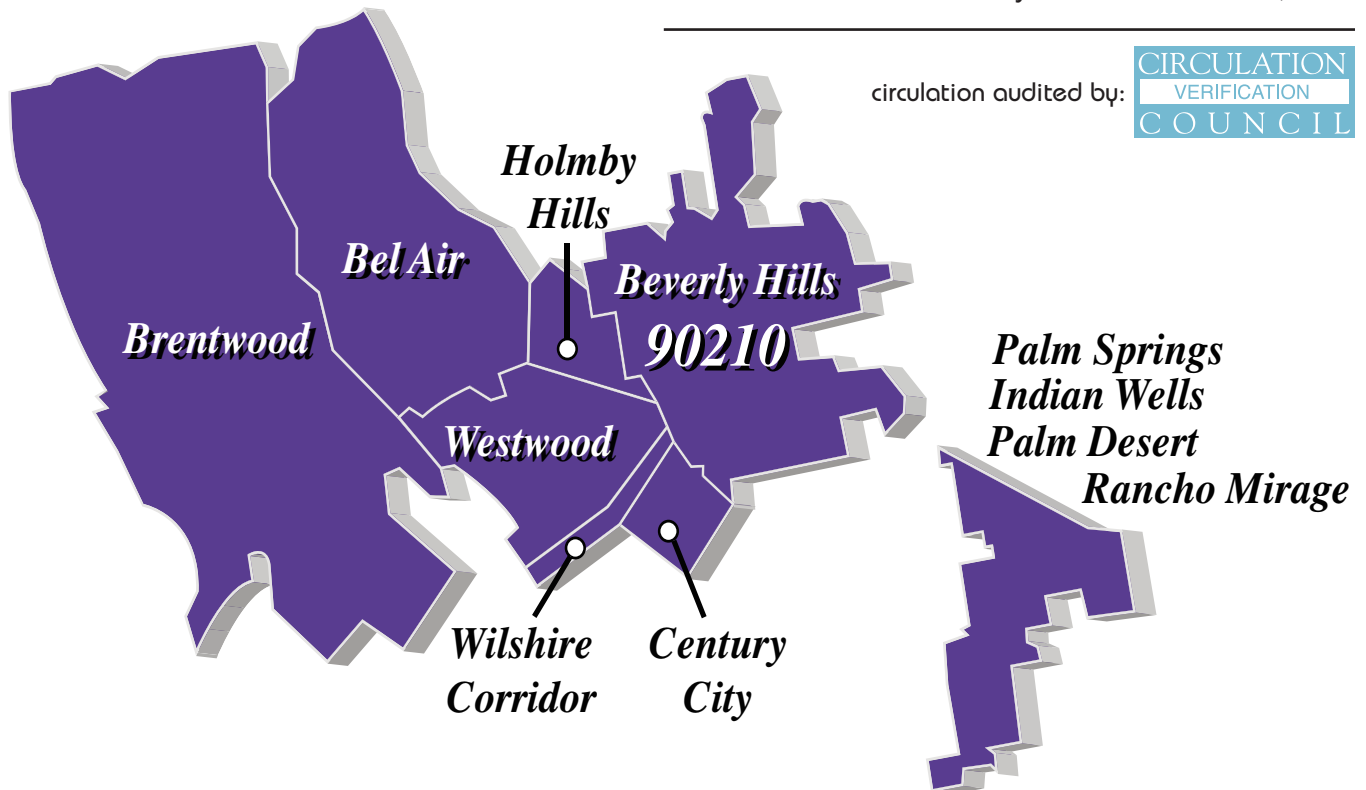 circulation audited by:
CIRCULATION
VERIFICATION
COUNCIL
Holmby
Hills
Bel Air
Beverly Hills
90210
Brentwood
Westwood
Palm Springs
Indian Wells
Palm Desert
Rancho Mirage
Wilshire
Corridor
Century
City